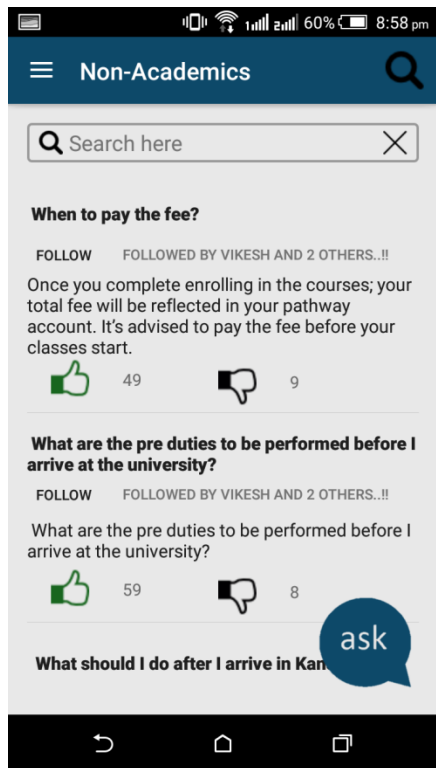 60% 8:58 pm
Non-Academics
Search here
When to pay the fee?
FOLLOW FOLLOWED BY VIKESH AND 2 OTHERS..!!
Once you complete enrolling in the courses; your
total fee will be reflected in your pathway
account. It's advised to pay the fee before your
classes start.
49 9
What are the pre duties to be performed before I
arrive at the university?
FOLLOW FOLLOWED BY VIKESH AND 2 OTHERS..!!
What are the pre duties to be performed before I
arrive at the university?
59 8
ask
What should I do after I arrive in Kan